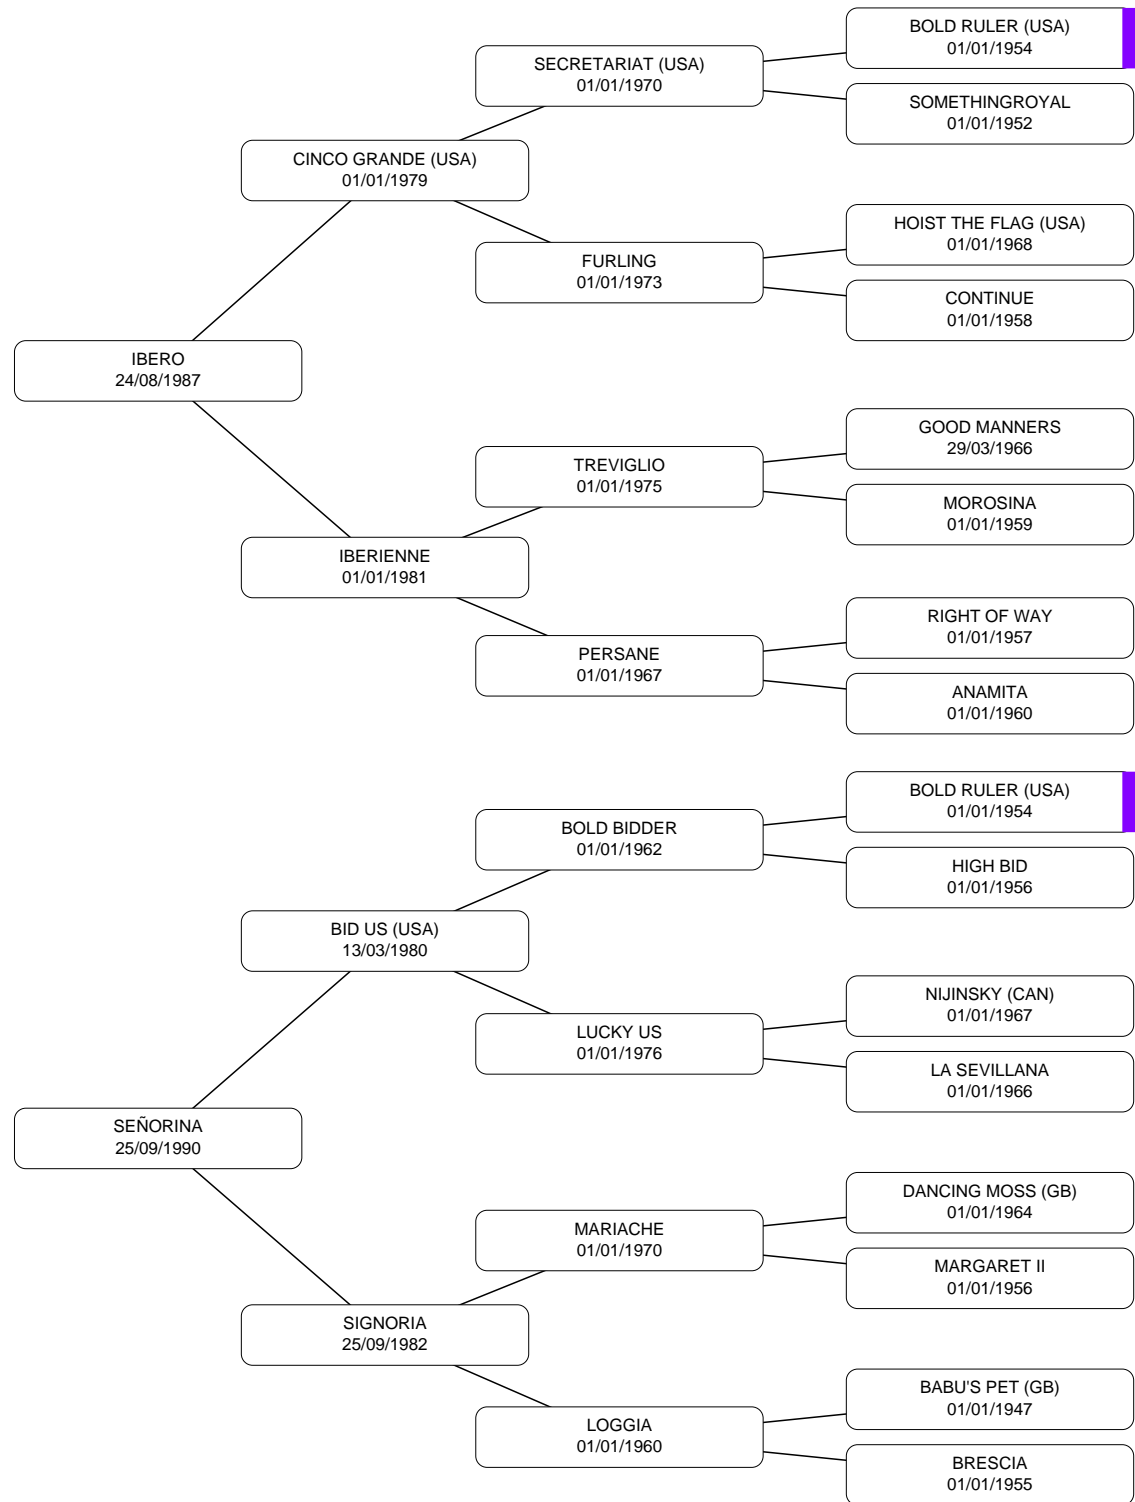 BOLD RULER (USA)
01/01/1954
SECRETARIAT (USA)
01/01/1970
SOMETHINGROYAL
01/01/1952
CINCO GRANDE (USA)
01/01/1979
HOIST THE FLAG (USA)
01/01/1968
FURLING
01/01/1973
CONTINUE
01/01/1958
IBERO
24/08/1987
GOOD MANNERS
29/03/1966
TREVIGLIO
01/01/1975
MOROSINA
01/01/1959
IBERIENNE
01/01/1981
RIGHT OF WAY
01/01/1957
PERSANE
01/01/1967
ANAMITA
01/01/1960
BOLD RULER (USA)
01/01/1954
BOLD BIDDER
01/01/1962
HIGH BID
01/01/1956
BID US (USA)
13/03/1980
NIJINSKY (CAN)
01/01/1967
LUCKY US
01/01/1976
LA SEVILLANA
01/01/1966
SEÑORINA
25/09/1990
DANCING MOSS (GB)
01/01/1964
MARIACHE
01/01/1970
MARGARET II
01/01/1956
SIGNORIA
25/09/1982
BABU'S PET (GB)
01/01/1947
LOGGIA
01/01/1960
BRESCIA
01/01/1955